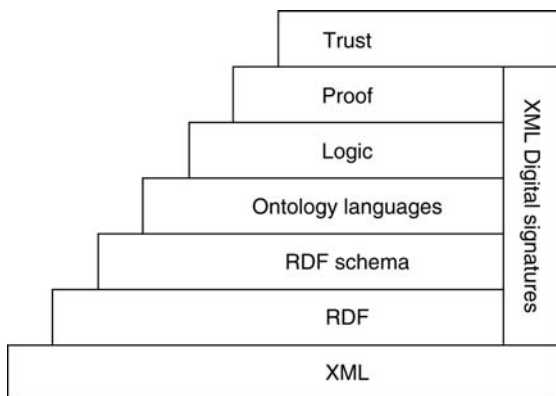 Trust
Proof
Logic
Ontology languages
RDF schema
RDF
XML
XML Digital signatures